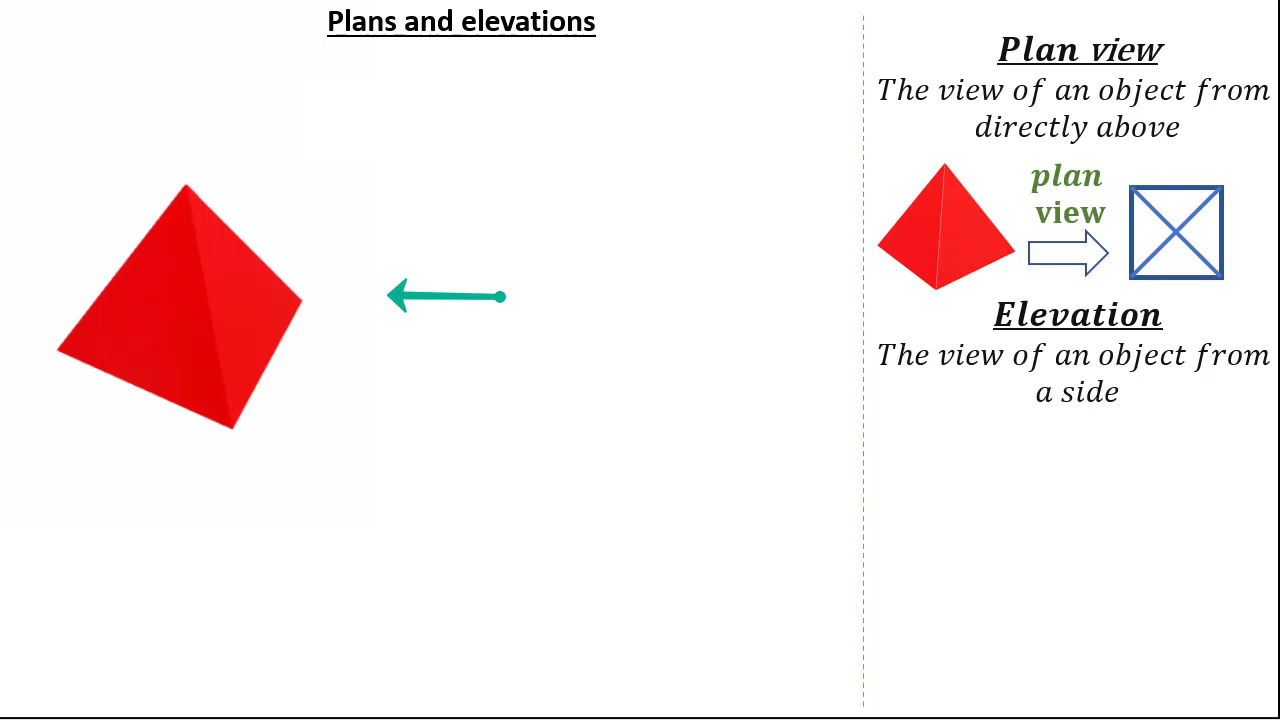 Plans and elevations
Plan view
The view of an object from
directly above
plan
view
Elevation
The view of an object from
a side